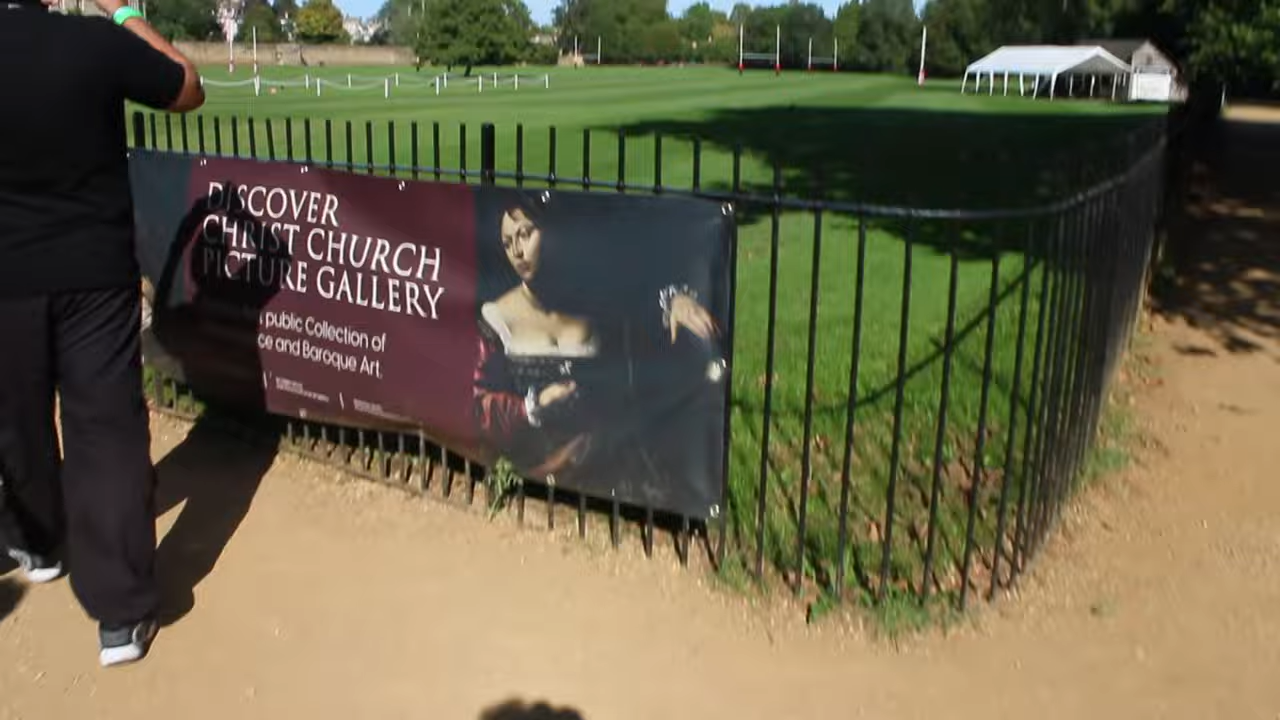 DISCOVER
CHRIST CHURCH
PICTURE GALLERY
public Collection of
ce and Baroque Art.